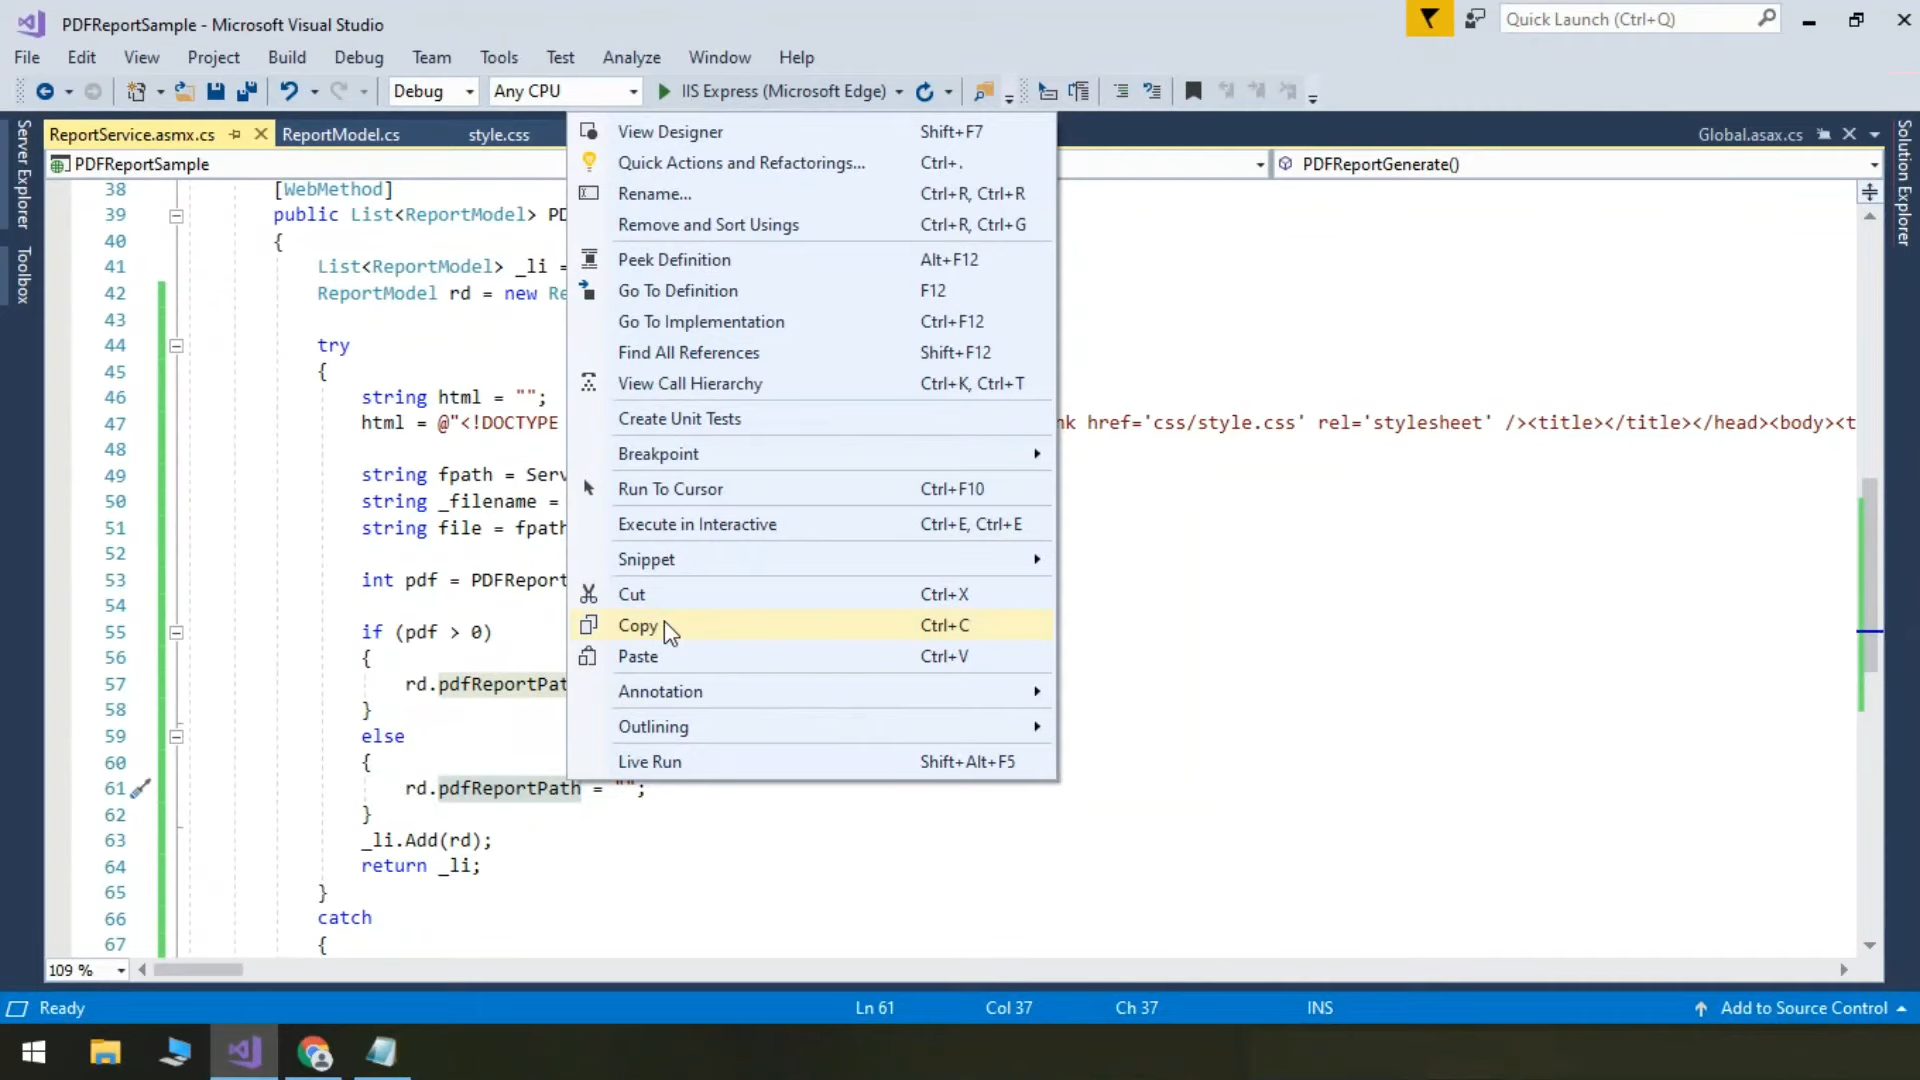 PDFReportSample - Microsoft Visual Studio
Quick Launch (Ctrl+Q)
File Edit View Project Build Debug Team Tools Test Analyze Window Help
Debug Any CPU IIS Express (Microsoft Edge)
Server Explorer
Toolbox
ReportService.asmx.cs ReportModel.cs style.css Global.asax.cs
PDFReportSample PDFReportGenerate()
Solution Explorer
38 [WebMethod]
39 public List<ReportModel> PD
40 {
41 List<ReportModel> _li =
42 ReportModel rd = new Re
43
44 try
45 {
46 string html = "";
47 html = @"<!DOCTYPE nk href='css/style.css' rel='stylesheet' /><title></title></head><body><t
48
49 string fpath = Serv
50 string _filename =
51 string file = fpath
52
53 int pdf = PDFReport
54
55 if (pdf > 0)
56 {
57 rd.pdfReportPat
58 }
59 else
60 {
61 rd.pdfReportPath = "";
62 }
63 _li.Add(rd);
64 return _li;
65 }
66 catch
67 {
View Designer Shift+F7
Quick Actions and Refactorings... Ctrl+.
Rename... Ctrl+R, Ctrl+R
Remove and Sort Usings Ctrl+R, Ctrl+G
Peek Definition Alt+F12
Go To Definition F12
Go To Implementation Ctrl+F12
Find All References Shift+F12
View Call Hierarchy Ctrl+K, Ctrl+T
Create Unit Tests
Breakpoint
Run To Cursor Ctrl+F10
Execute in Interactive Ctrl+E, Ctrl+E
Snippet
Cut Ctrl+X
Copy Ctrl+C
Paste Ctrl+V
Annotation
Outlining
Live Run Shift+Alt+F5
109 %
Ready Ln 61 Col 37 Ch 37 INS Add to Source Control